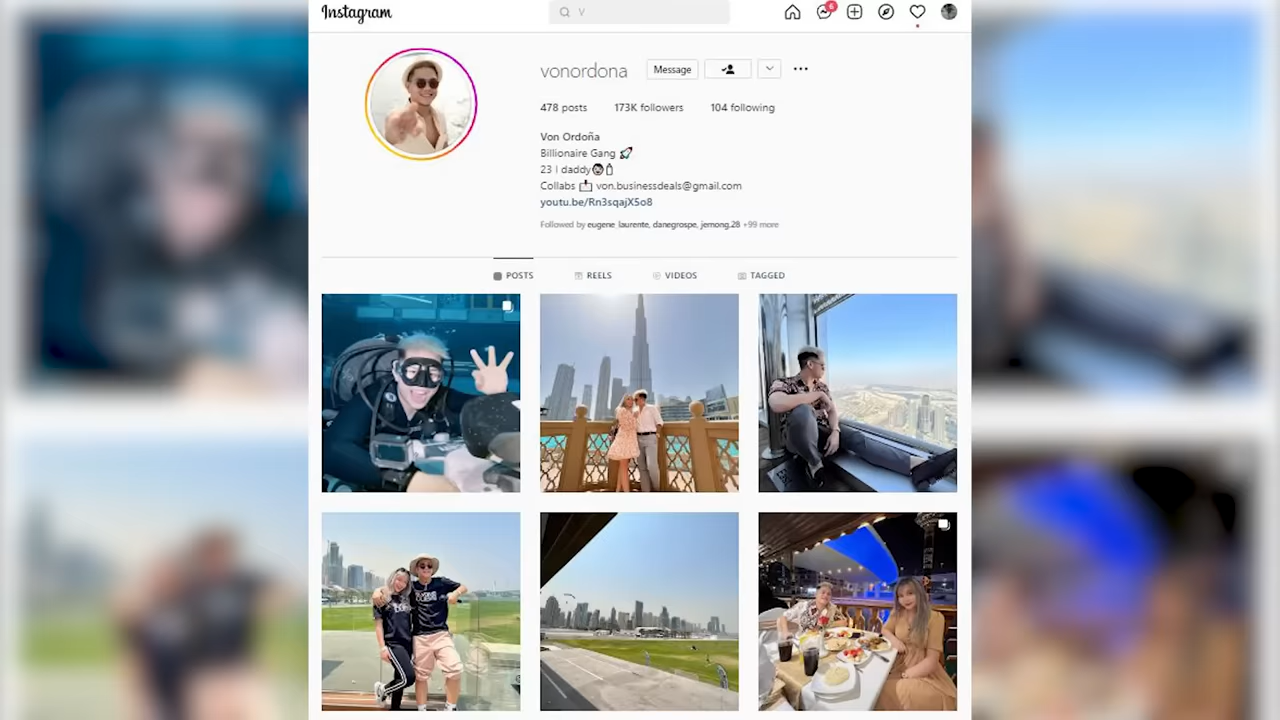 Instagram
V
6
vonordona Message
478 posts 173K followers 104 following
Von Ordoña
Billionaire Gang 🚀
23 | daddy👨🏻🍼
Collabs 📩 von.businessdeals@gmail.com
youtu.be/Rn3sqajX5o8
Followed by eugene_laurente, danegrospe, jemong.28 +99 more
POSTS REELS VIDEOS TAGGED